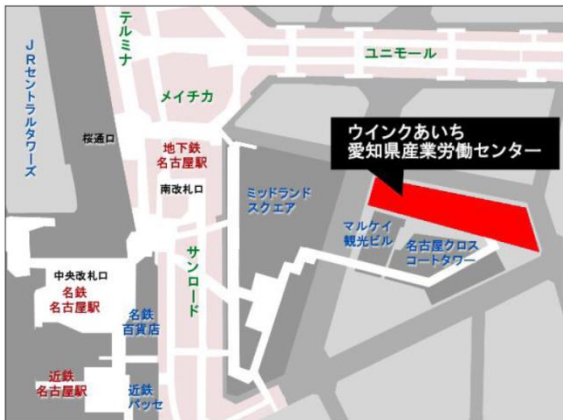 JRセントラルタワーズ
テルミナ
ユニモール
メイチカ
桜通口
地下鉄
名古屋駅
南改札口
ウインクあいち
愛知県産業労働センター
ミッドランド
スクエア
マルケイ
観光ビル
名古屋クロス
コートタワー
サンロード
中央改札口
名鉄
名古屋駅
名鉄
百貨店
近鉄
名古屋駅
近鉄
パッセ